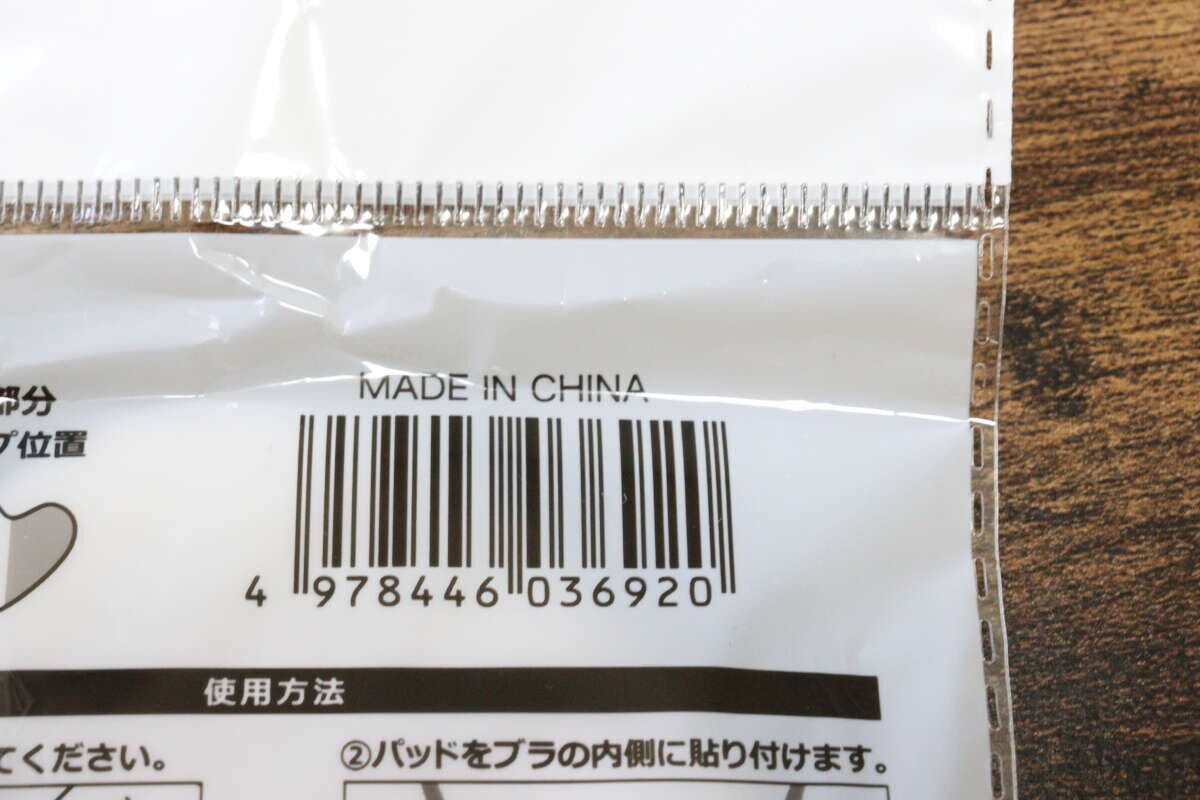 MADE IN CHINA
部分
プ位置
4 978446 036920
使用方法
てください。
②パッドをブラの内側に貼り付けます。